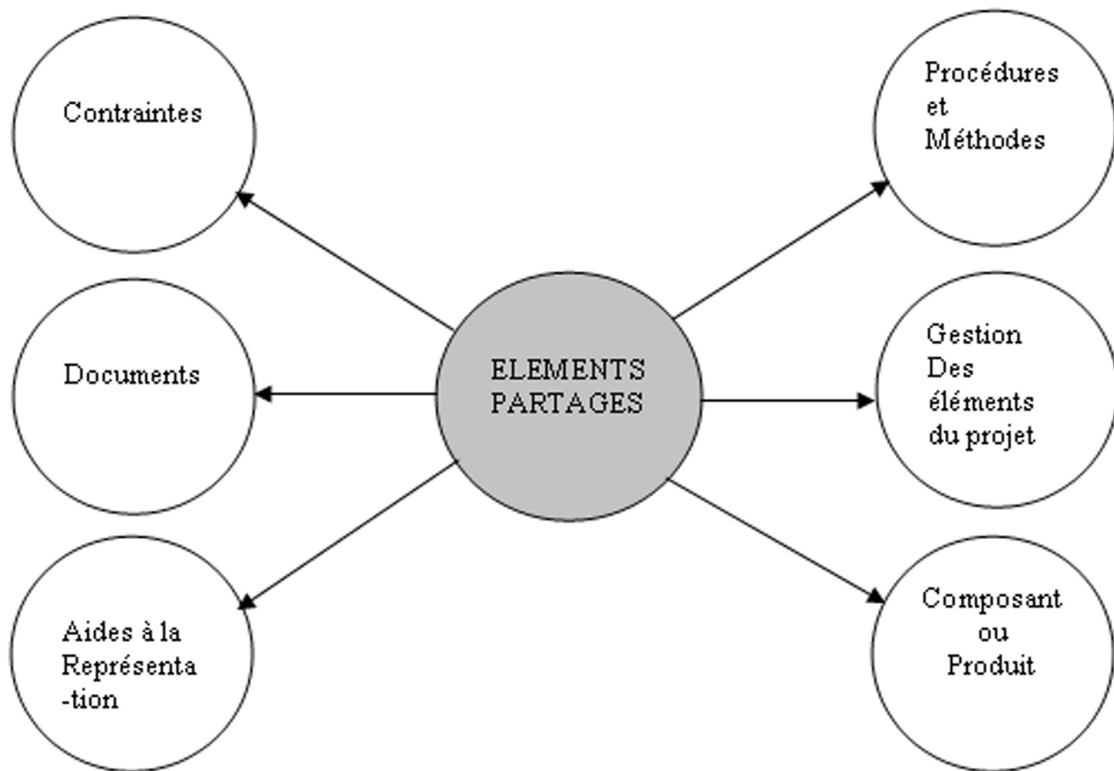 Contraintes
Procédures
et
Méthodes
Documents
ELEMENTS
PARTAGES
Gestion
Des
éléments
du projet
Aides à la
Représenta
-tion
Composant
ou
Produit